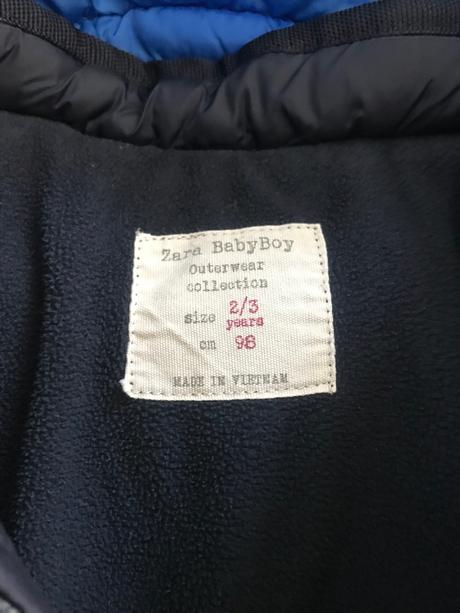 Zara BabyBoy
Outerwear
collection
size 2/3
years
cm 98
MADE IN VIETNAM